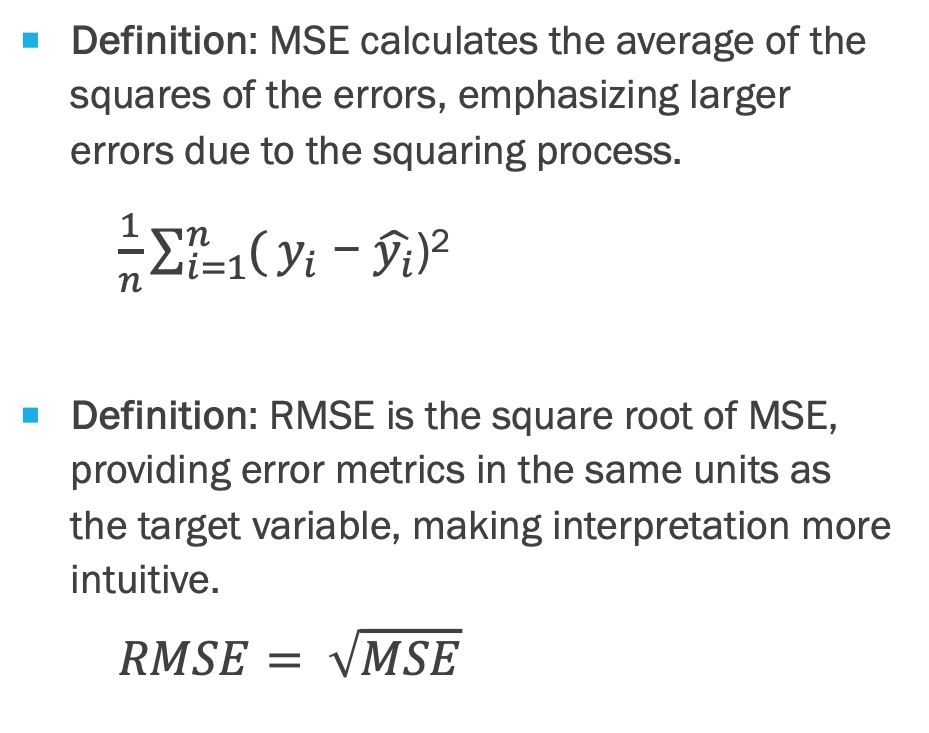 ▪ Definition: MSE calculates the average of the
squares of the errors, emphasizing larger
errors due to the squaring process.
$\frac{1}{n}\sum_{i=1}^{n}(y_i - \widehat{y_i})^2$
▪ Definition: RMSE is the square root of MSE,
providing error metrics in the same units as
the target variable, making interpretation more
intuitive.
$RMSE = \sqrt{MSE}$